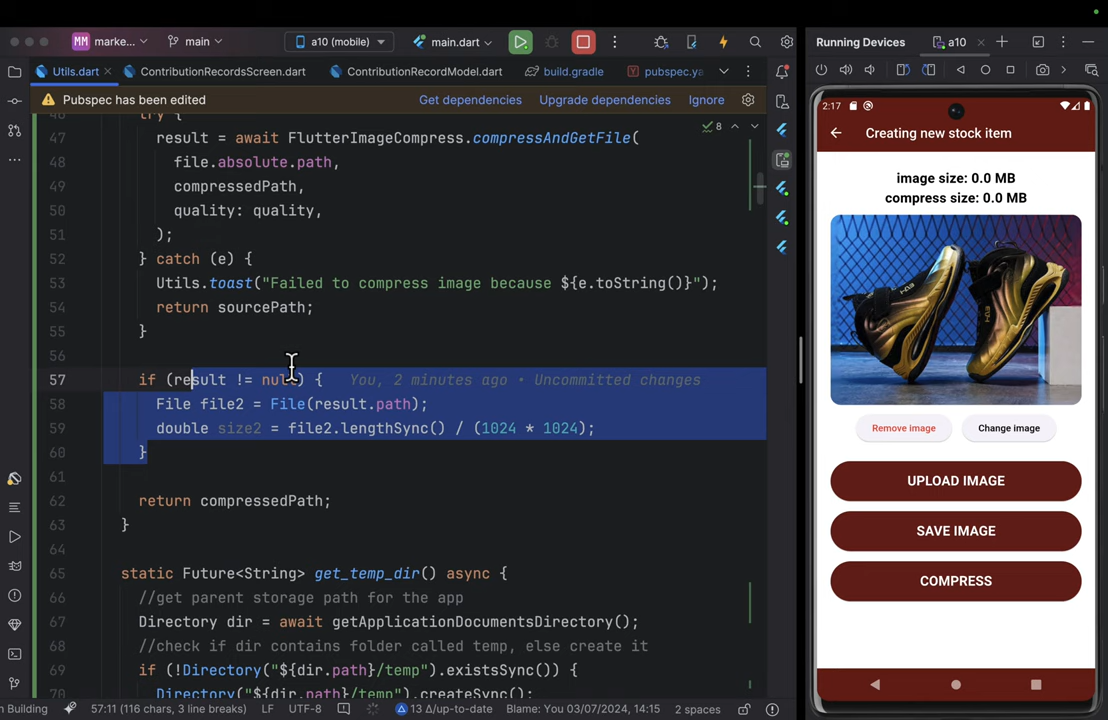 MM marke...
main
a10 (mobile)
main.dart
Running Devices
a10
Utils.dart
ContributionRecordsScreen.dart
ContributionRecordModel.dart
build.gradle
pubspec.ya
Pubspec has been edited
Get dependencies
Upgrade dependencies
Ignore
8
46 try {
47 result = await FlutterImageCompress.compressAndGetFile(
48 file.absolute.path,
49 compressedPath,
50 quality: quality,
51 );
52 } catch (e) {
53 Utils.toast("Failed to compress image because ${e.toString()}");
54 return sourcePath;
55 }
56
57 if (result != null) { You, 2 minutes ago • Uncommitted changes
58 File file2 = File(result.path);
59 double size2 = file2.lengthSync() / (1024 * 1024);
60 }
61
62 return compressedPath;
63 }
64
65 static Future<String> get_temp_dir() async {
66 //get parent storage path for the app
67 Directory dir = await getApplicationDocumentsDirectory();
68 //check if dir contains folder called temp, else create it
69 if (!Directory("${dir.path}/temp").existsSync()) {
70 Directory("${dir.path}/temp").createSync();
2:17
Creating new stock item
image size: 0.0 MB
compress size: 0.0 MB
Remove image
Change image
UPLOAD IMAGE
SAVE IMAGE
COMPRESS
n Building
57:11 (116 chars, 3 line breaks)
LF
UTF-8
13 Δ/up-to-date
Blame: You 03/07/2024, 14:15
2 spaces